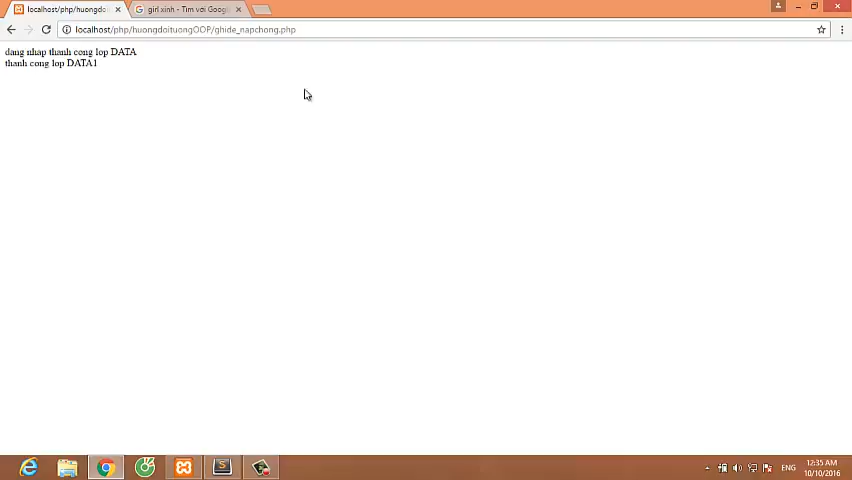 localhost/php/huongdo
girl xinh - Tìm với Googl
localhost/php/huongdoituongOOP/ghide_napchong.php
dang nhap thanh cong lop DATA
thanh cong lop DATA1
ENG
12:35 AM
10/10/2016